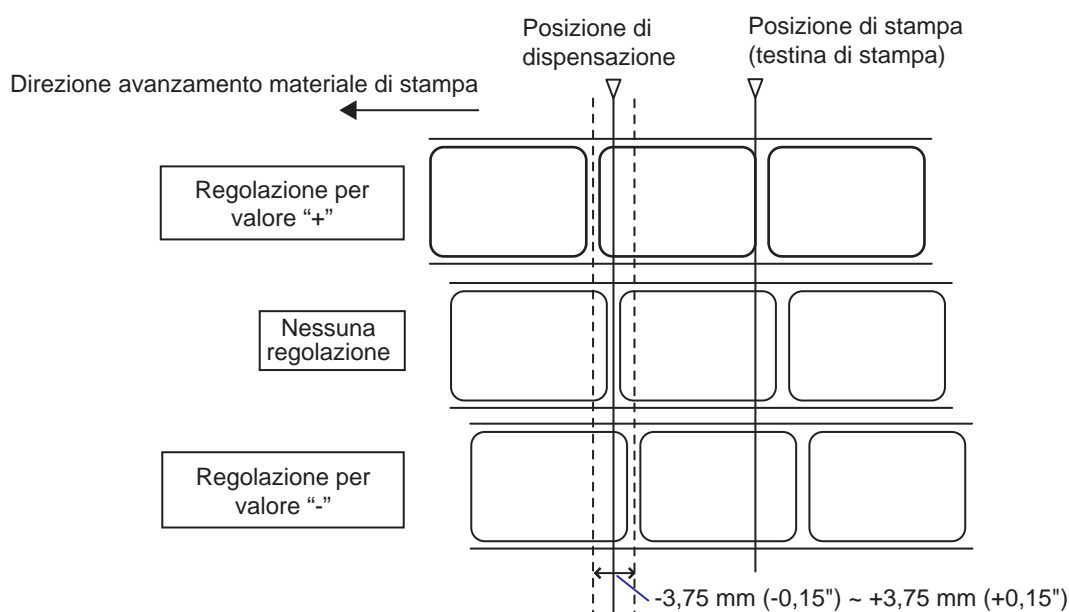 Posizione di
dispensazione
Posizione di stampa
(testina di stampa)
Direzione avanzamento materiale di stampa
Regolazione per
valore “+”
Nessuna
regolazione
Regolazione per
valore “-”
-3,75 mm (-0,15") ~ +3,75 mm (+0,15")